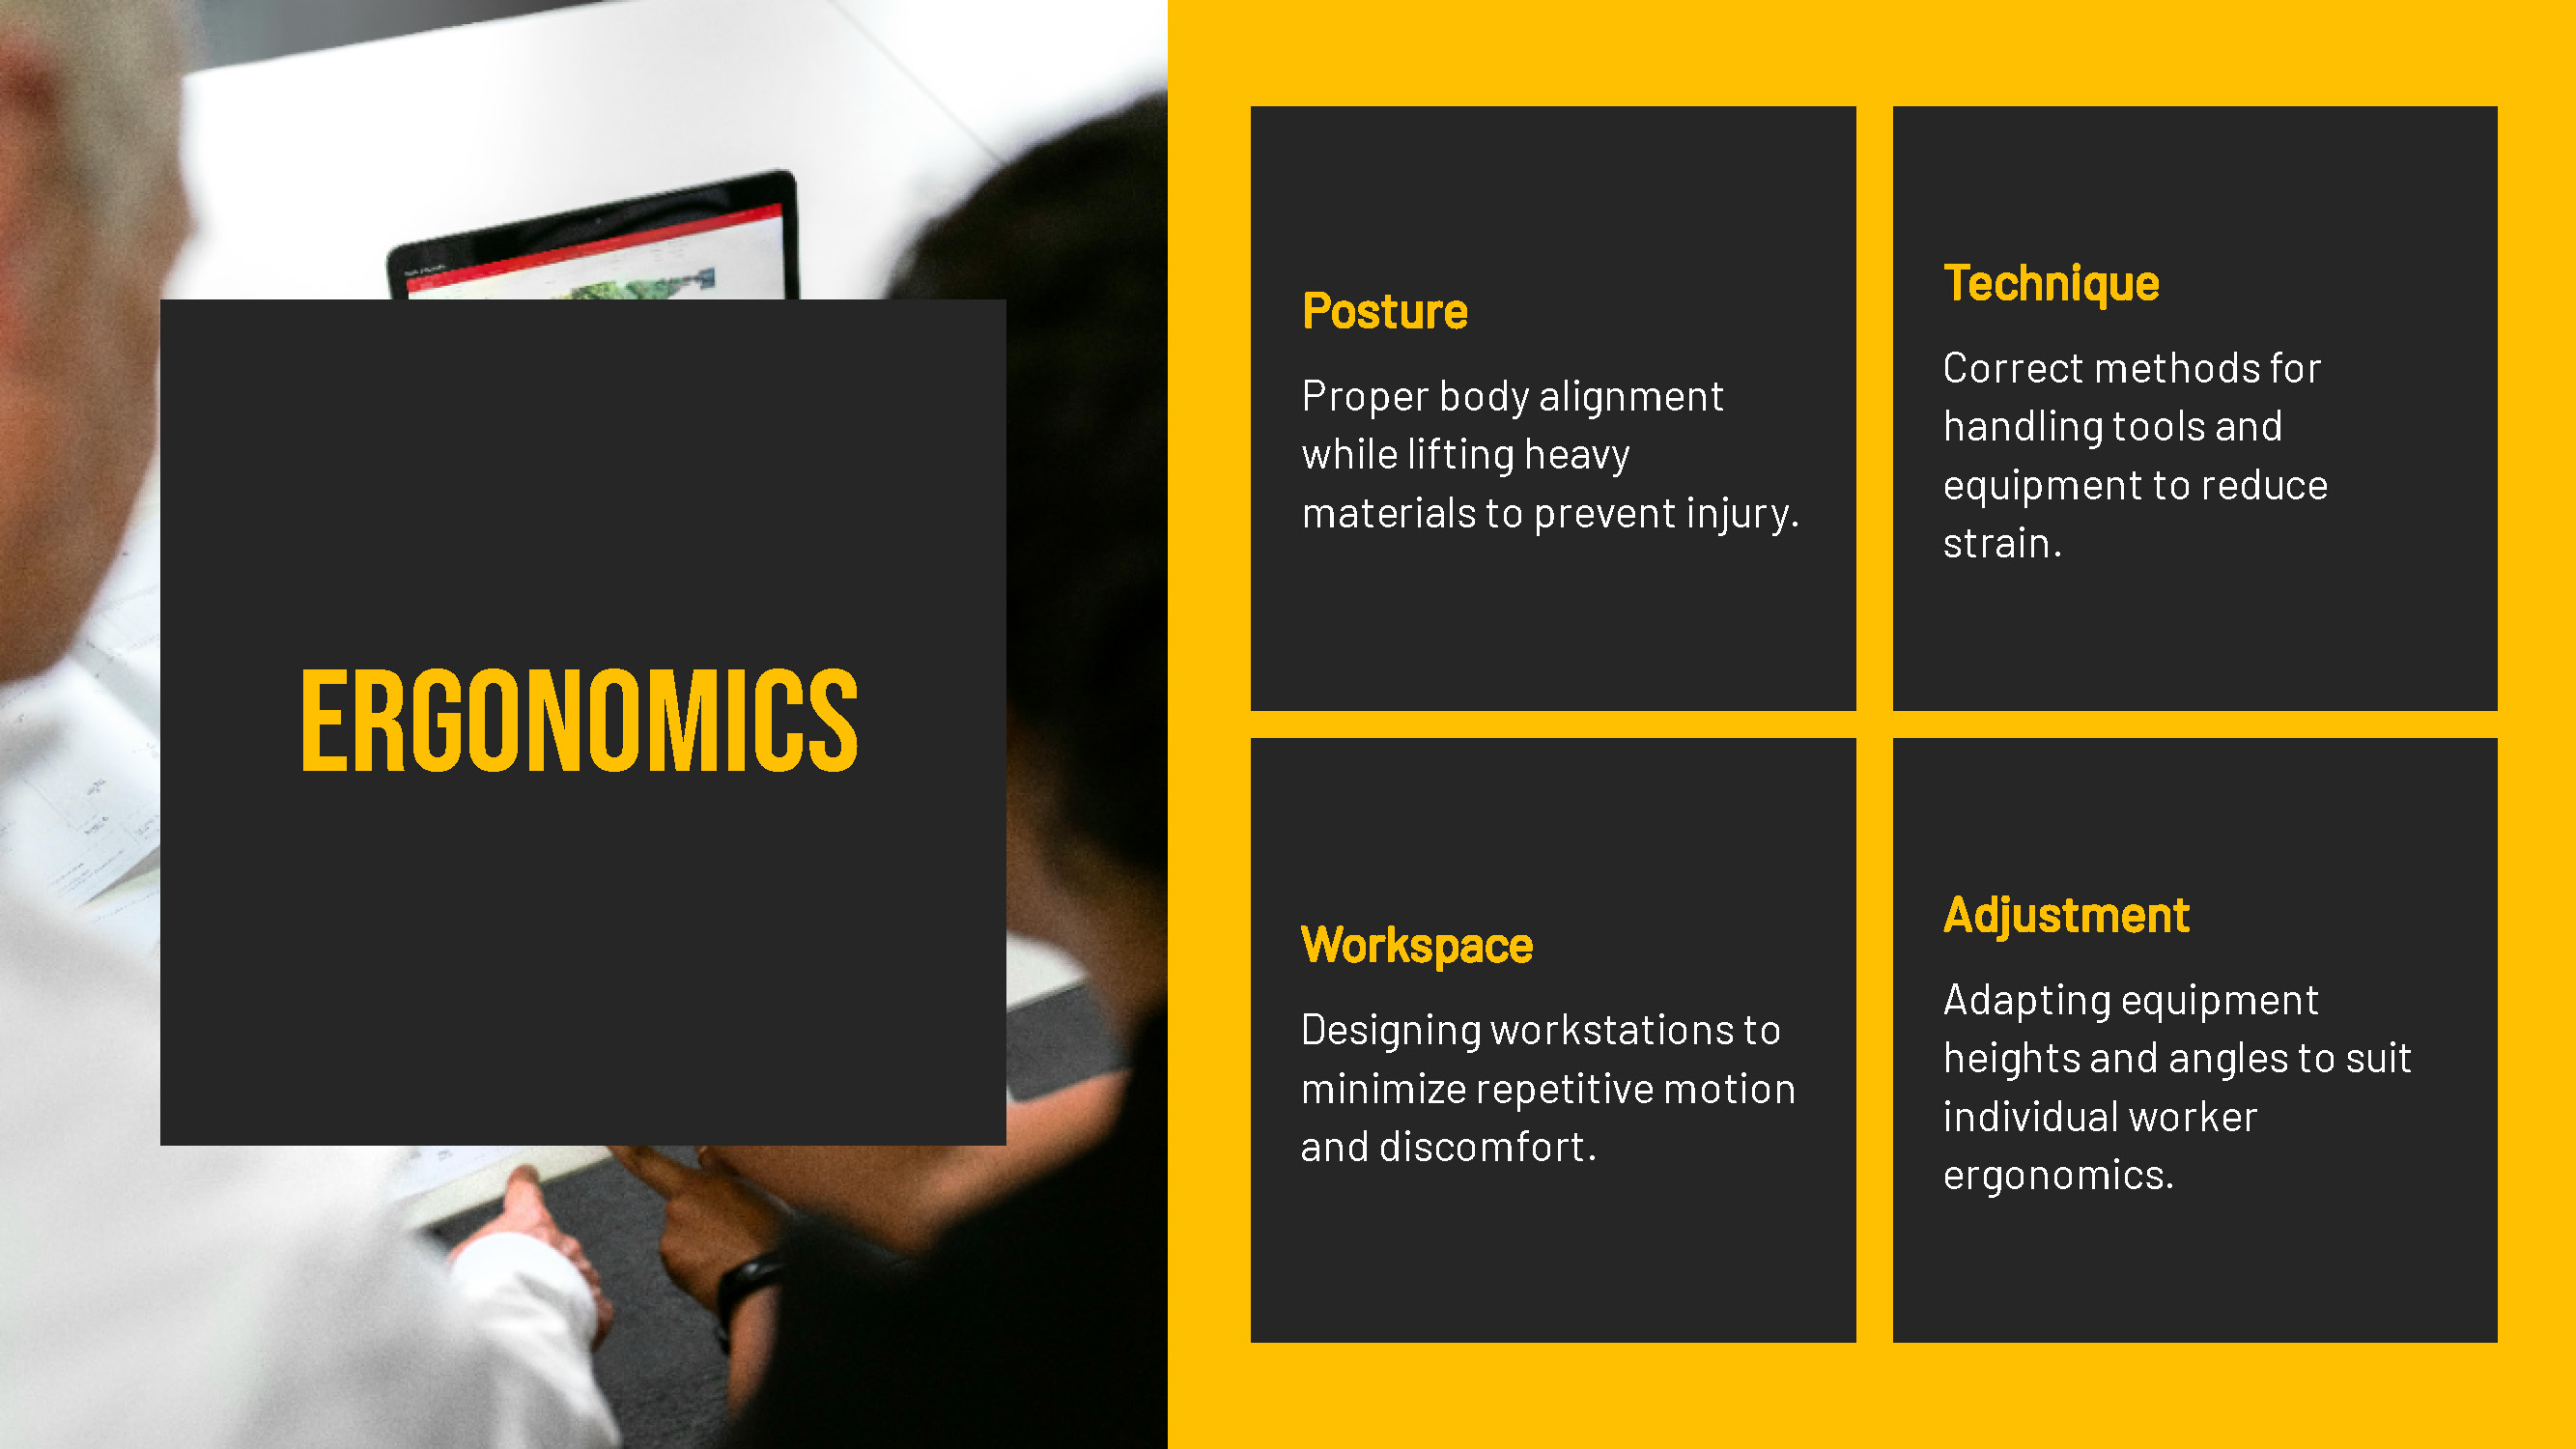 ERGONOMICS
Posture
Proper body alignment
while lifting heavy
materials to prevent injury.
Technique
Correct methods for
handling tools and
equipment to reduce
strain.
Workspace
Designing workstations to
minimize repetitive motion
and discomfort.
Adjustment
Adapting equipment
heights and angles to suit
individual worker
ergonomics.